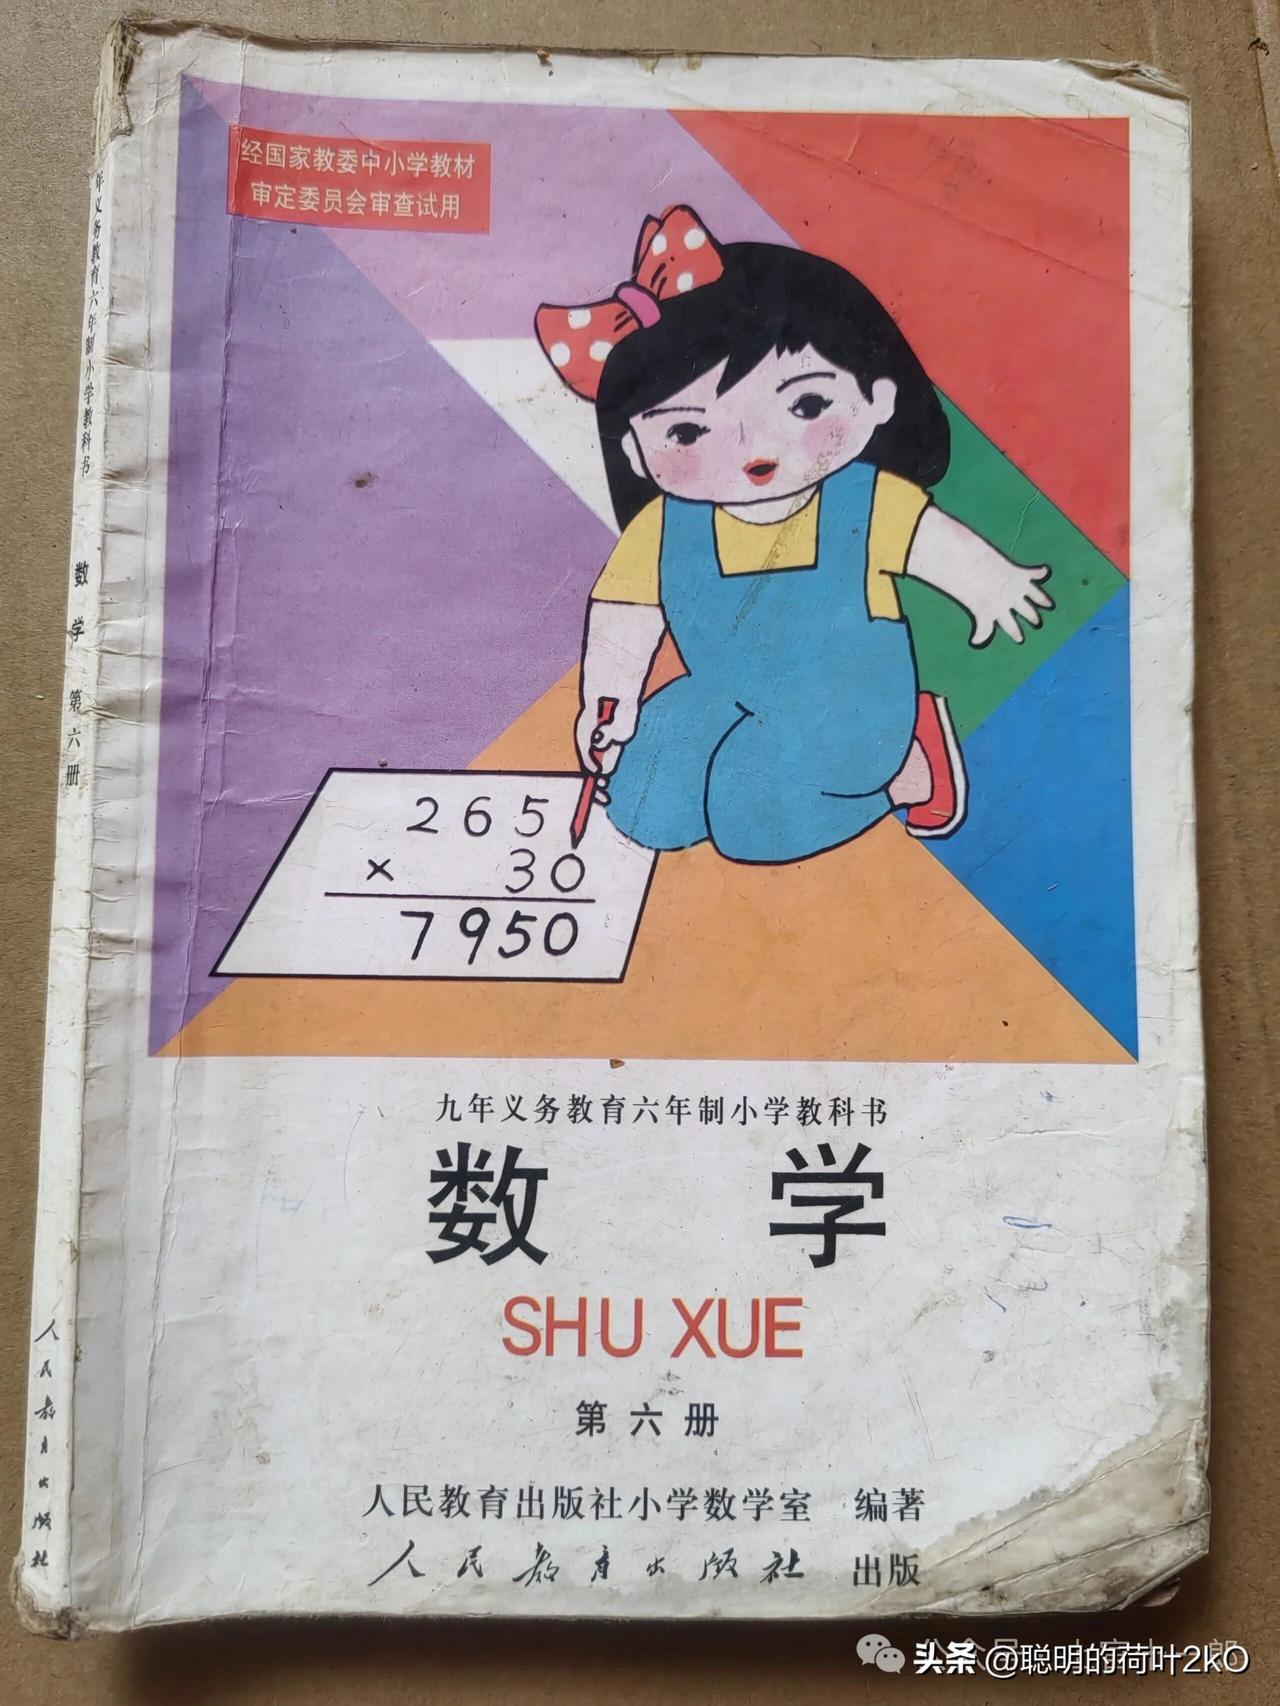 经国家教委中小学教材
审定委员会审查试用
年义务教育六年制小学教科书
数学
第六册
人民教育出版社
265
× 30
7950
九年义务教育六年制小学教科书
数 学
SHU XUE
第六册
人民教育出版社小学数学室 编著
人民教育出版社 出版
头条 @聪明的荷叶2kO